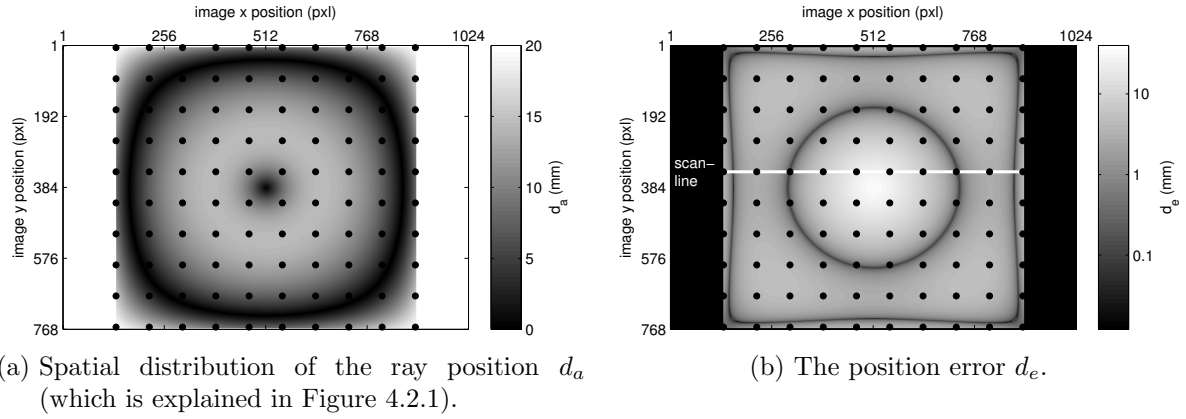 image x position (pxl)
1 256 512 768 1024
1
192
384
576
768
image y position (pxl)
20
15
10
5
0
d_a (mm)
image x position (pxl)
1 256 512 768 1024
1
192
384
576
768
image y position (pxl)
scan–
line
10
1
0.1
d_e (mm)
a) Spatial distribution of the ray position d_a
(which is explained in Figure 4.2.1).
(b) The position error d_e.